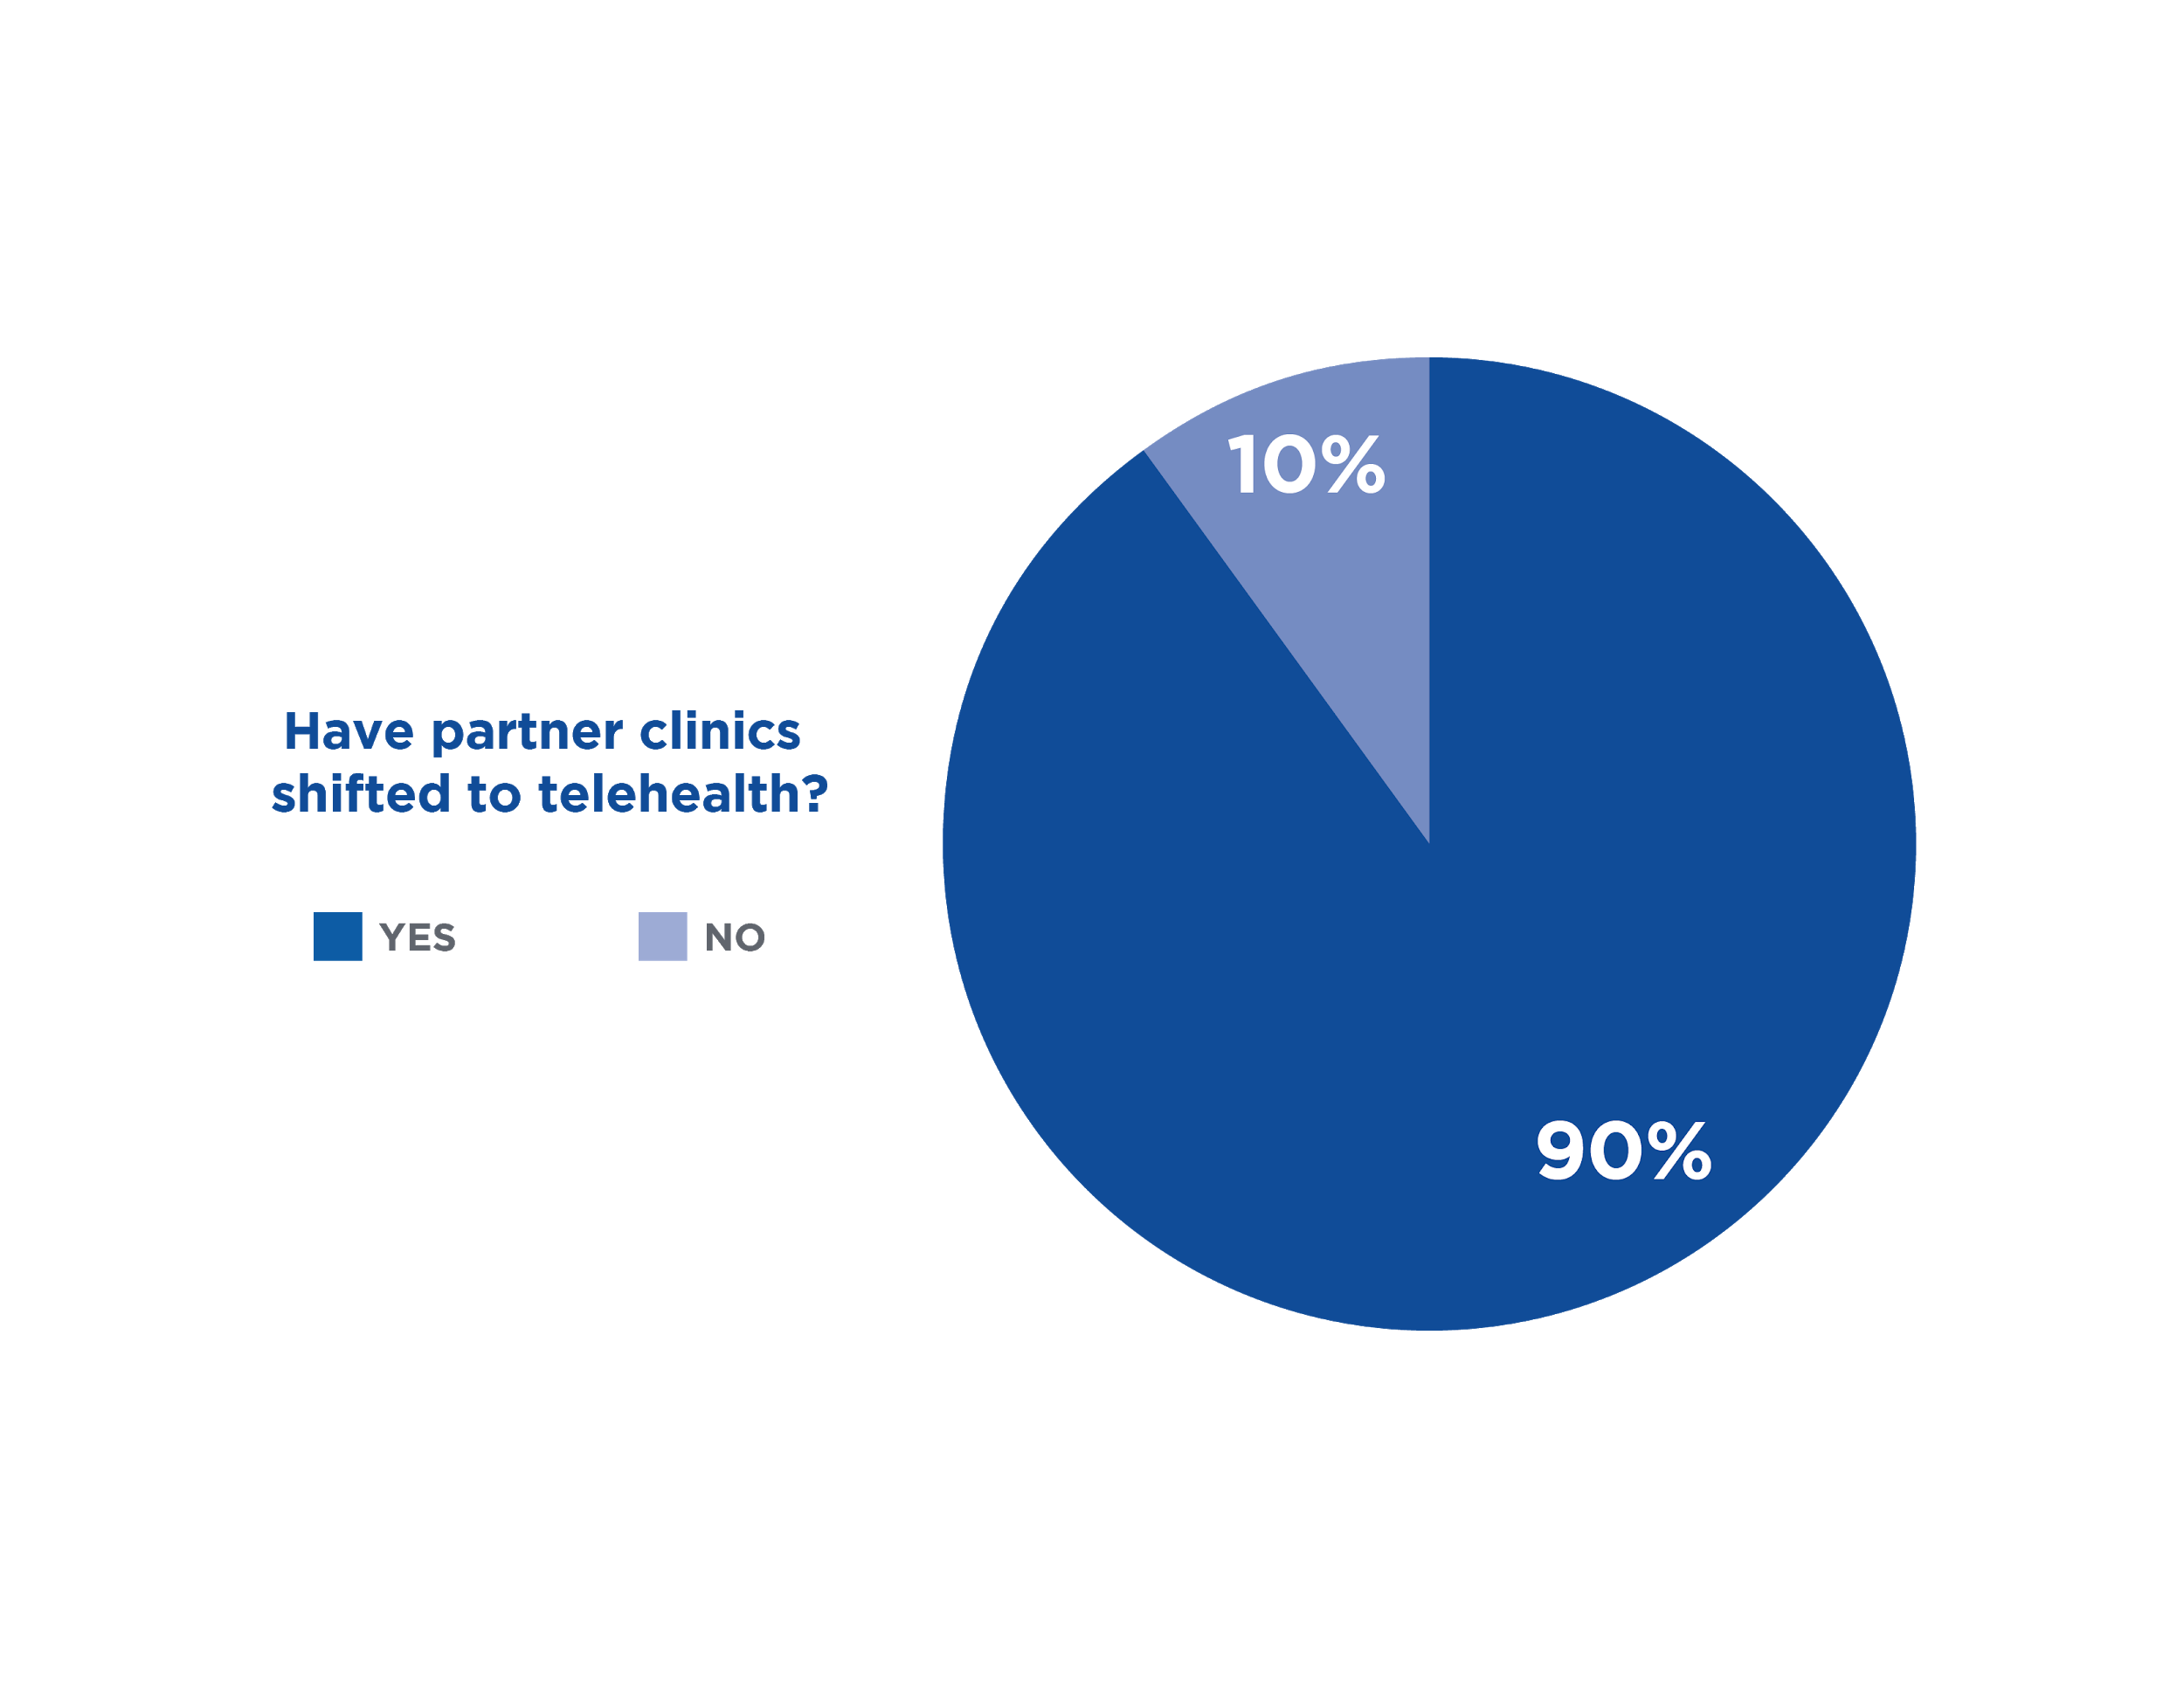 Have partner clinics
shifted to telehealth?
YES
NO
10%
90%